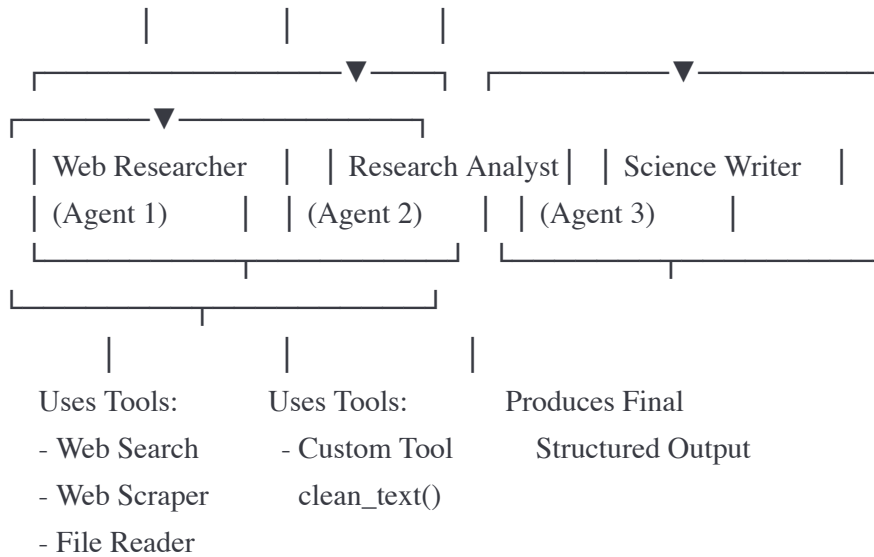 Web Researcher Research Analyst Science Writer
(Agent 1) (Agent 2) (Agent 3)
Uses Tools: Uses Tools: Produces Final
- Web Search - Custom Tool Structured Output
- Web Scraper clean_text()
- File Reader